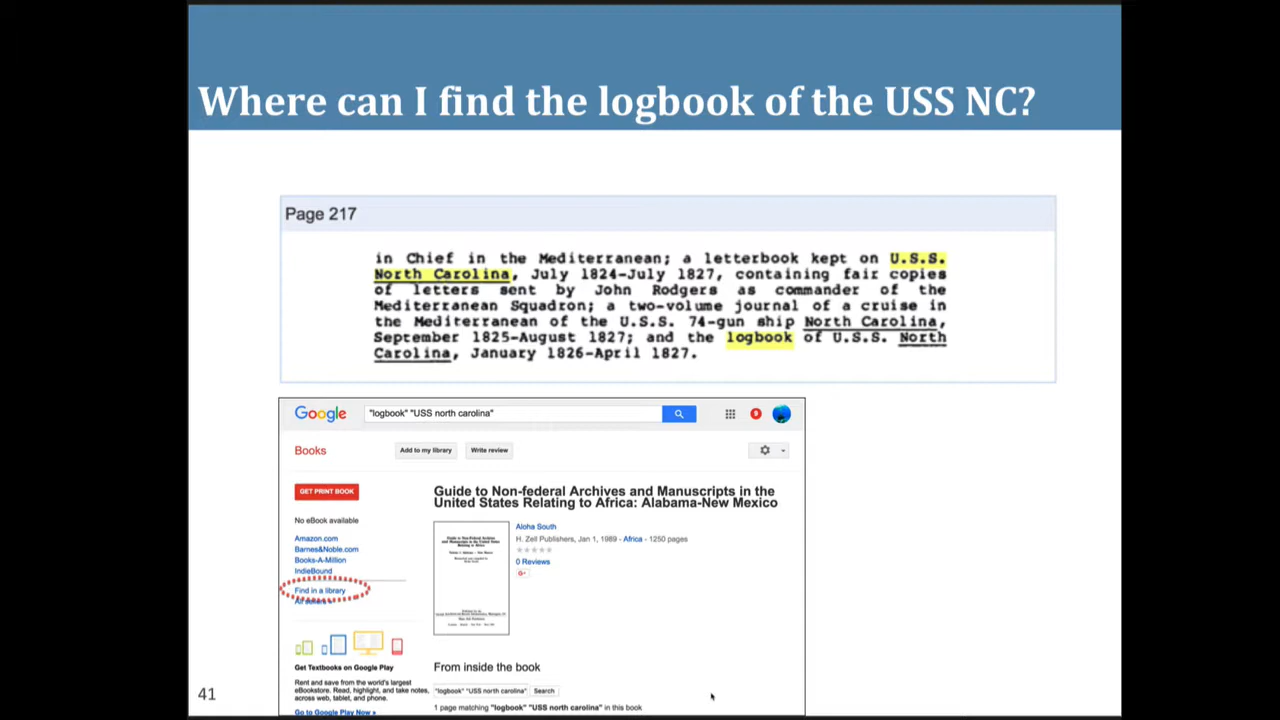 Where can I find the logbook of the USS NC?
Page 217
in Chief in the Mediterranean; a letterbook kept on U.S.S.
North Carolina, July 1824-July 1827, containing fair copies
of letters sent by John Rodgers as commander of the
Mediterranean Squadron; a two-volume journal of a cruise in
the Mediterranean of the U.S.S. 74-gun ship North Carolina,
September 1825-August 1827; and the logbook of U.S.S. North
Carolina, January 1826-April 1827.
Google
"logbook" "USS north carolina"
Books
Add to my library
Write review
GET PRINT BOOK
No eBook available
Amazon.com
Barnes&Noble.com
Books-A-Million
IndieBound
Find in a library
All sellers »
Guide to Non-federal Archives and Manuscripts in the
United States Relating to Africa: Alabama-New Mexico
Aloha South
H. Zell Publishers, Jan 1, 1989 - Africa - 1250 pages
0 Reviews
Get Textbooks on Google Play
Rent and save from the world's largest
eBookstore. Read, highlight, and take notes,
across web, tablet, and phone.
Go to Google Play Now »
From inside the book
"logbook" "USS north carolina"
Search
1 page matching "logbook" "USS north carolina" in this book
41